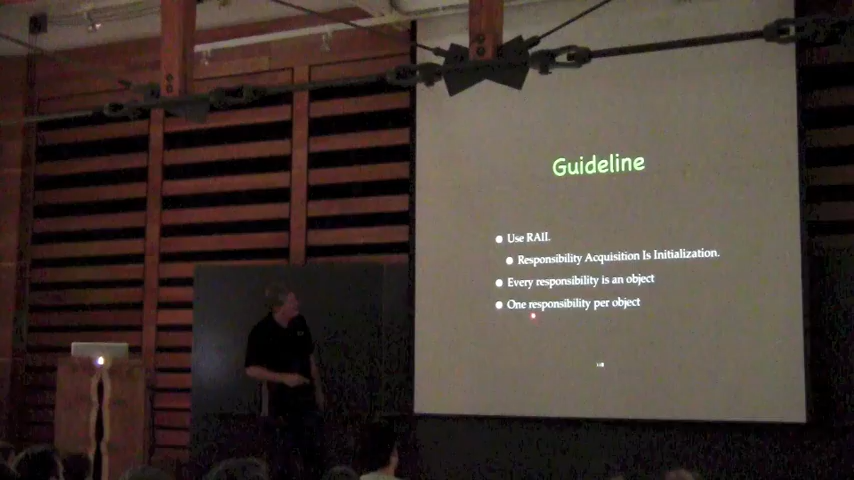 Guideline
Use RAII.
Responsibility Acquisition Is Initialization.
Every responsibility is an object
One responsibility per object